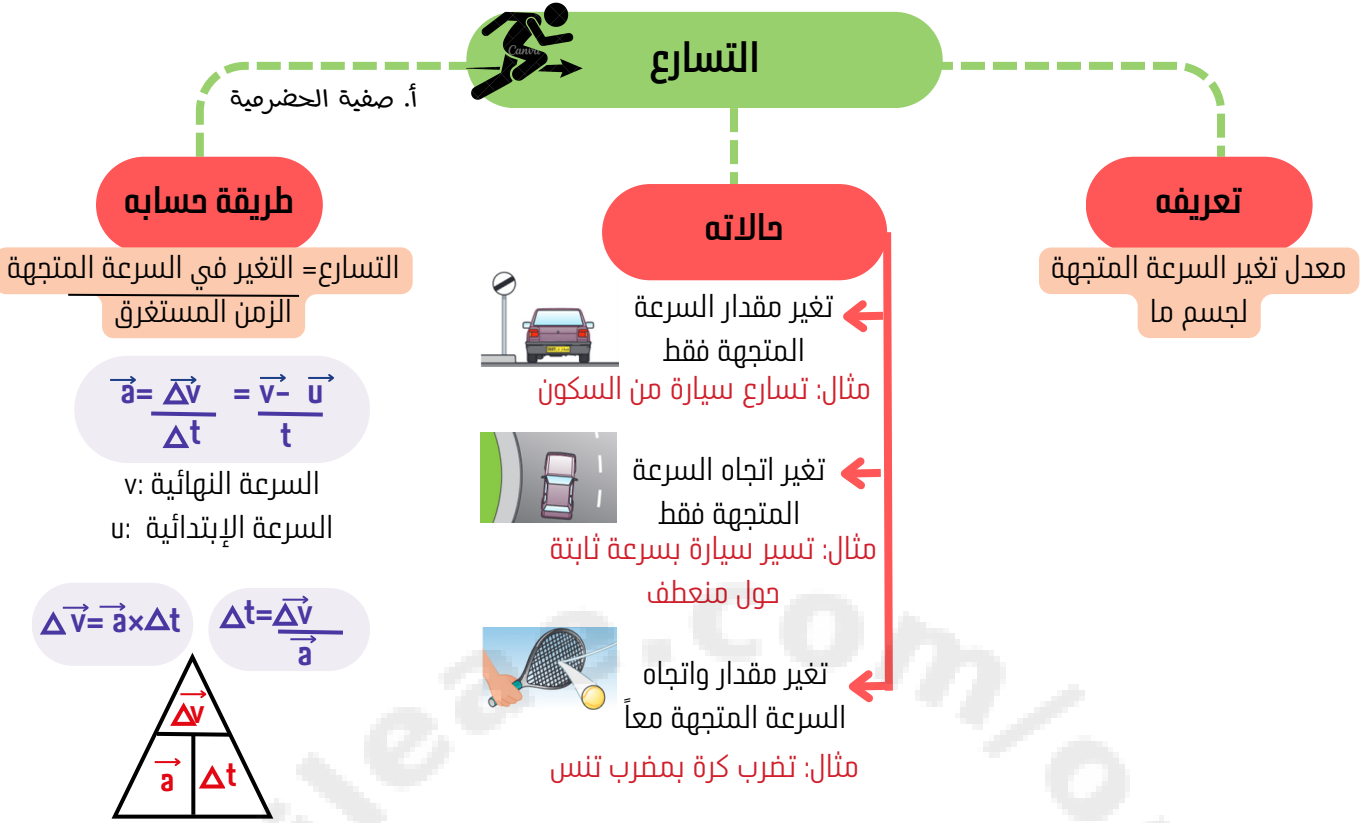 التسارع
Canva
أ. صفية الحضرمية
تعريفه
معدل تغير السرعة المتجهة
لجسم ما
حالاته
تغير مقدار السرعة
المتجهة فقط
مثال: تسارع سيارة من السكون
تغير اتجاه السرعة
المتجهة فقط
مثال: تسير سيارة بسرعة ثابتة
حول منعطف
تغير مقدار واتجاه
السرعة المتجهة معاً
مثال: تضرب كرة بمضرب تنس
طريقة حسابه
التسارع= التغير في السرعة المتجهة
الزمن المستغرق
a= Δv = v- u
Δt t
السرعة النهائية :v
السرعة الإبتدائية :u
Δv= a×Δt
Δt=Δv
a
Δv
a Δt